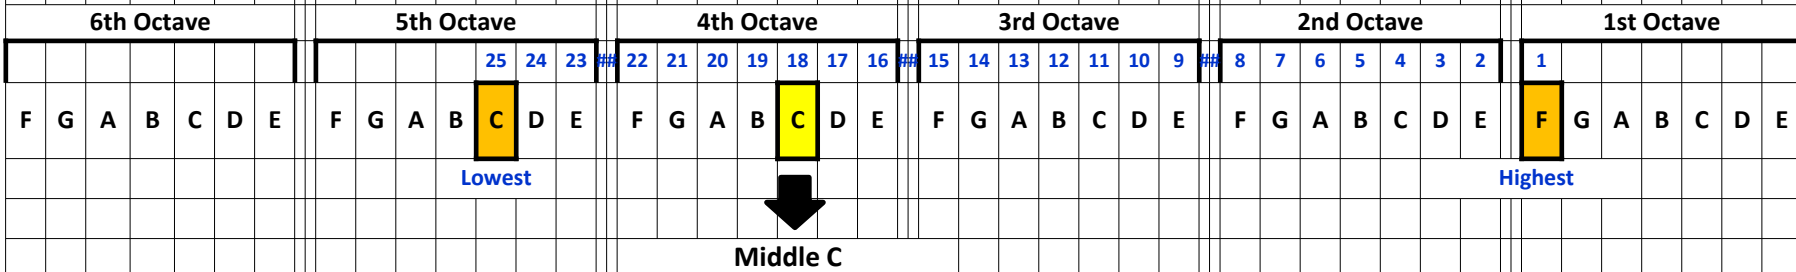 6th Octave 5th Octave 4th Octave 3rd Octave 2nd Octave 1st Octave
25 24 23 ## 22 21 20 19 18 17 16 ## 15 14 13 12 11 10 9 ## 8 7 6 5 4 3 2 1
F G A B C D E F G A B C D E F G A B C D E F G A B C D E F G A B C D E F G A B C D E
Lowest Highest
Middle C